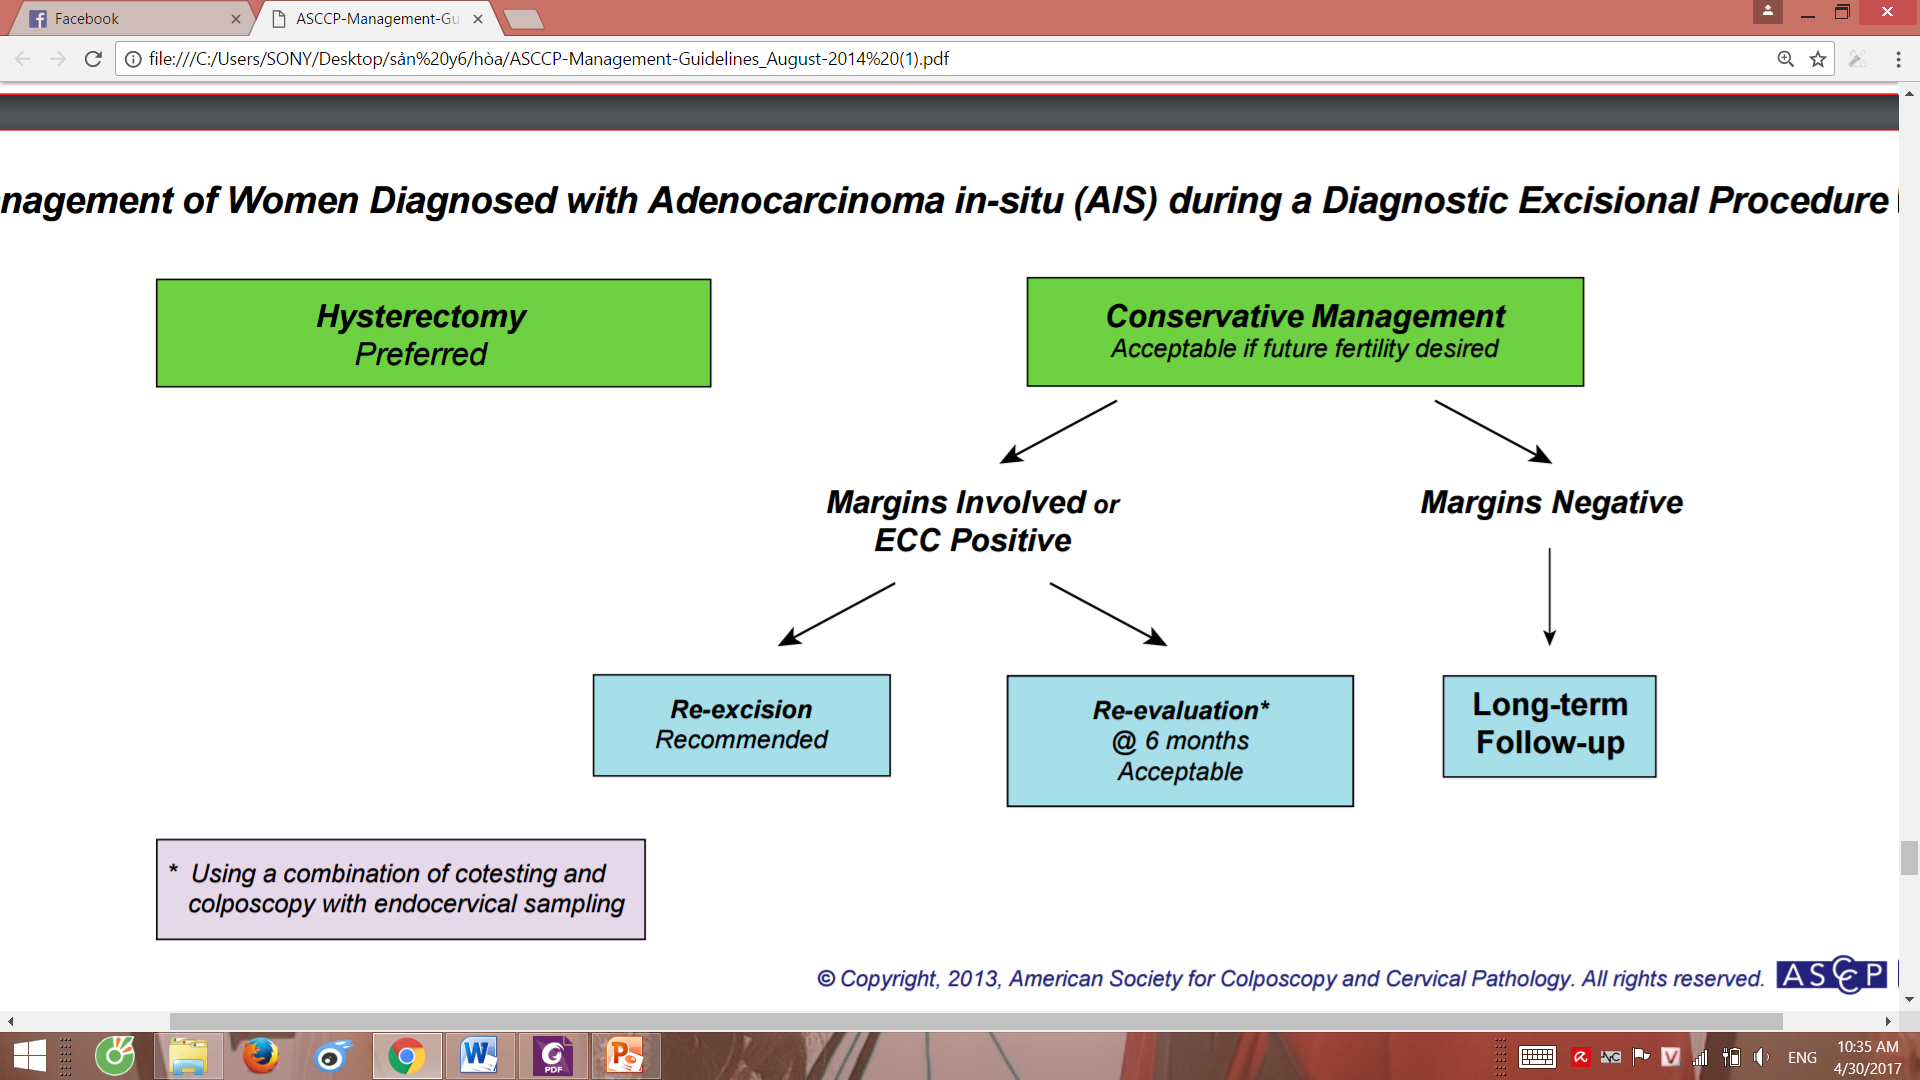 Facebook
ASCCP-Management-Gu
file:///C:/Users/SONY/Desktop/sản%20y6/hòa/ASCCP-Management-Guidelines_August-2014%20(1).pdf
nagement of Women Diagnosed with Adenocarcinoma in-situ (AIS) during a Diagnostic Excisional Procedure
Hysterectomy
Preferred
Conservative Management
Acceptable if future fertility desired
Margins Involved or
ECC Positive
Margins Negative
Re-excision
Recommended
Re-evaluation*
@ 6 months
Acceptable
Long-term
Follow-up
* Using a combination of cotesting and
colposcopy with endocervical sampling
© Copyright, 2013, American Society for Colposcopy and Cervical Pathology. All rights reserved.
ASCCP
PDF
ENG
10:35 AM
4/30/2017